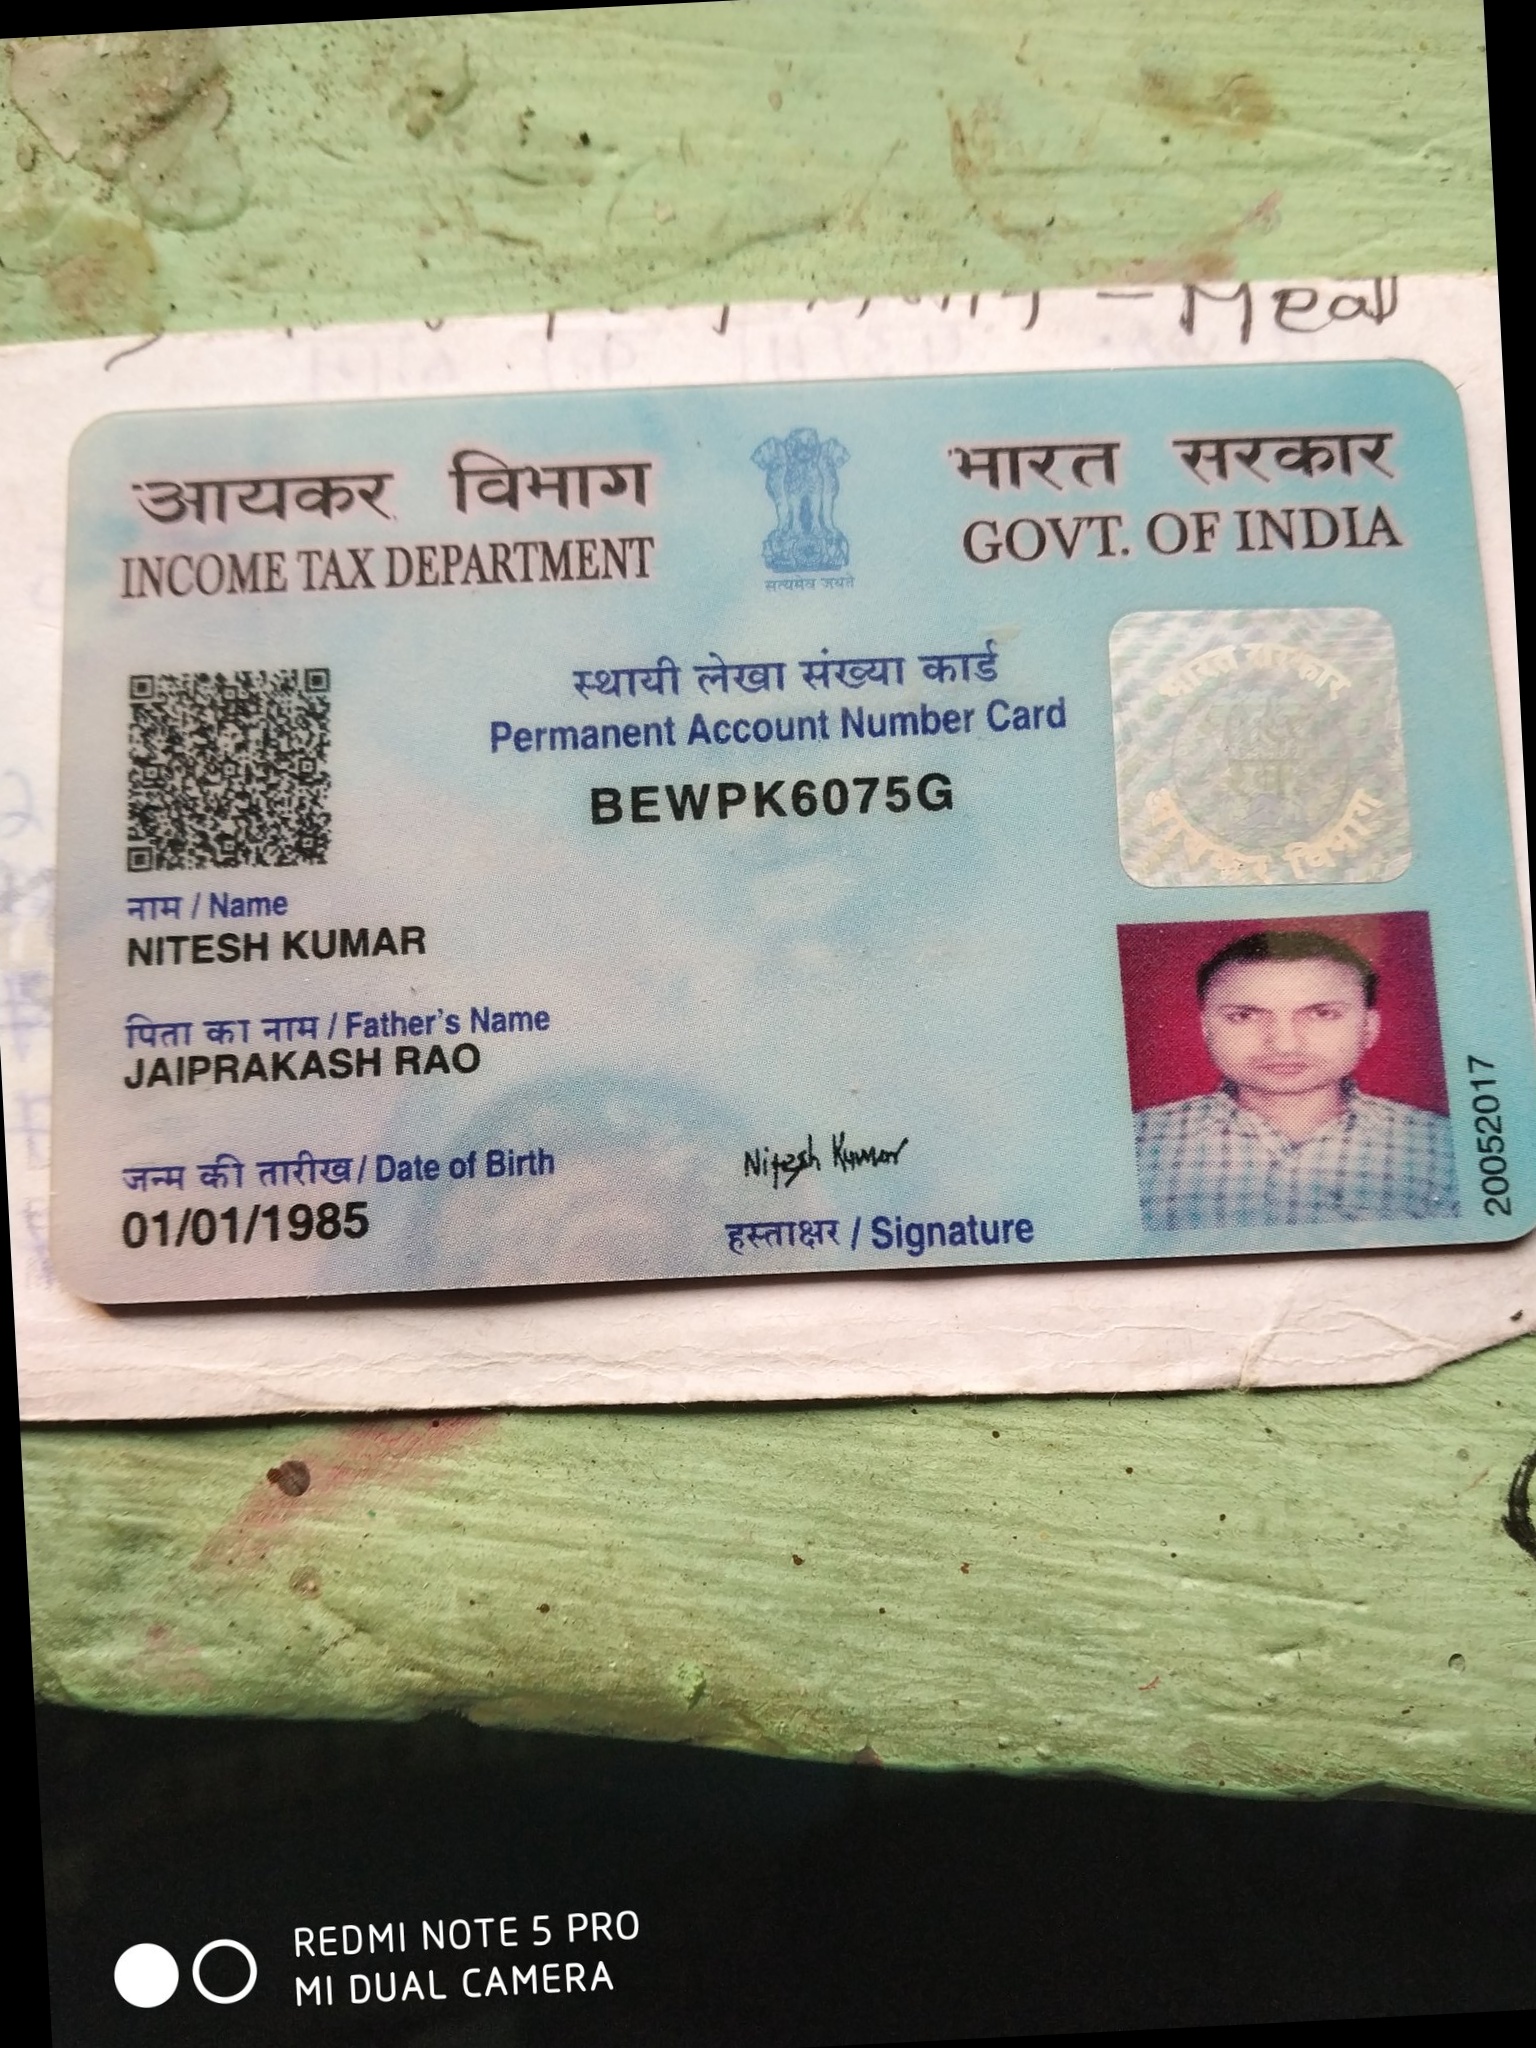 Meall
आयकर विभाग
INCOME TAX DEPARTMENT
सत्यमेव जयते
भारत सरकार
GOVT. OF INDIA
स्थायी लेखा संख्या कार्ड
Permanent Account Number Card
BEWPK6075G
भारत सरकार
आयकर विभाग
नाम / Name
NITESH KUMAR
पिता का नाम / Father's Name
JAIPRAKASH RAO
जन्म की तारीख / Date of Birth
01/01/1985
Nitesh Kumar
हस्ताक्षर / Signature
20052017
REDMI NOTE 5 PRO
MI DUAL CAMERA